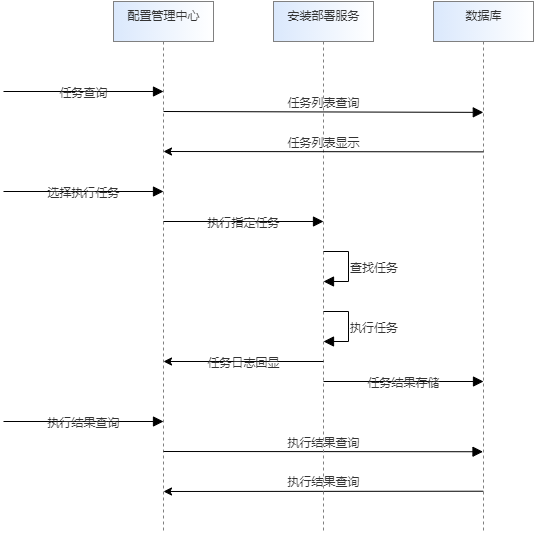 配置管理中心
安装部署服务
数据库
任务查询
任务列表查询
任务列表显示
选择执行任务
执行指定任务
查找任务
执行任务
任务日志回显
任务结果存储
执行结果查询
执行结果查询
执行结果查询